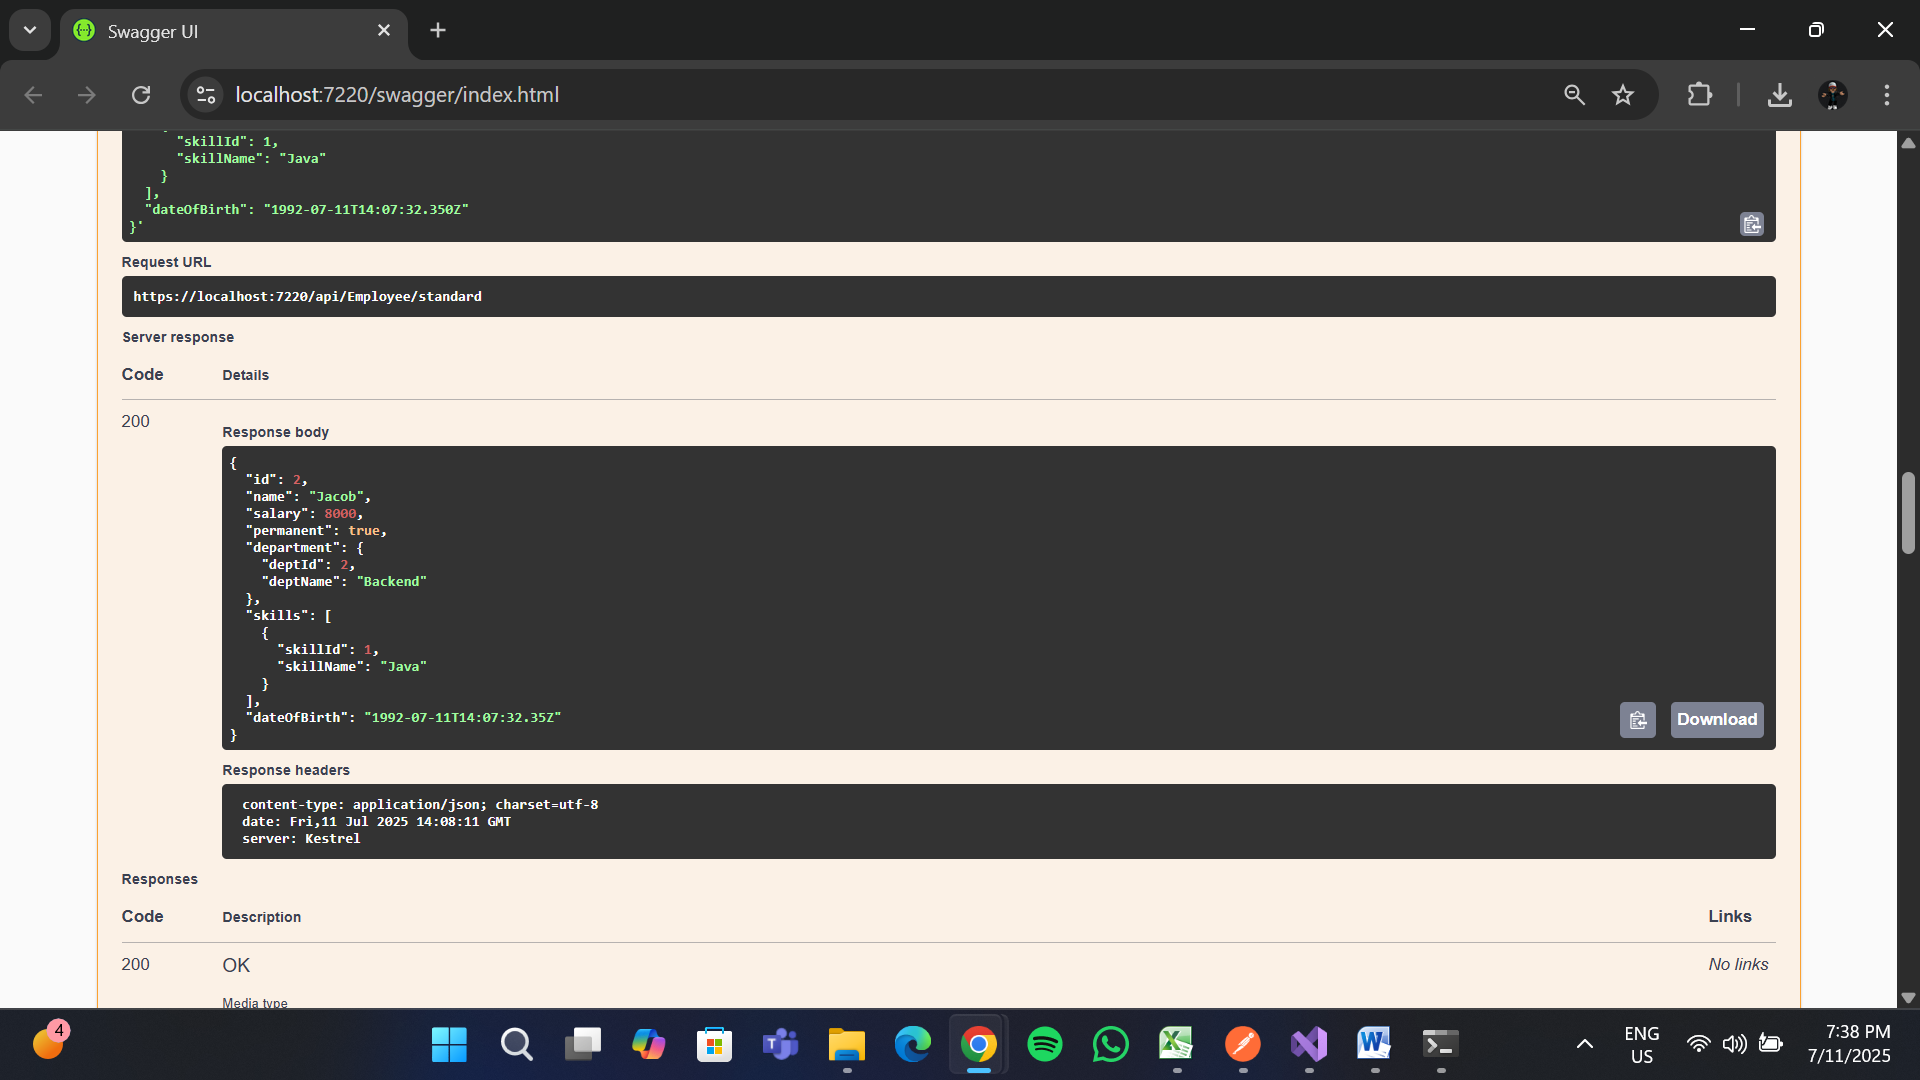 Swagger UI
localhost:7220/swagger/index.html
"skillId": 1,
"skillName": "Java"
}
],
"dateOfBirth": "1992-07-11T14:07:32.350Z"
}'
Request URL
https://localhost:7220/api/Employee/standard
Server response
Code Details
200
Response body
{
"id": 2,
"name": "Jacob",
"salary": 8000,
"permanent": true,
"department": {
"deptId": 2,
"deptName": "Backend"
},
"skills": [
{
"skillId": 1,
"skillName": "Java"
}
],
"dateOfBirth": "1992-07-11T14:07:32.35Z"
}
Download
Response headers
content-type: application/json; charset=utf-8
date: Fri,11 Jul 2025 14:08:11 GMT
server: Kestrel
Responses
Code Description Links
200 OK No links
Media type
4
ENG
US
7:38 PM
7/11/2025